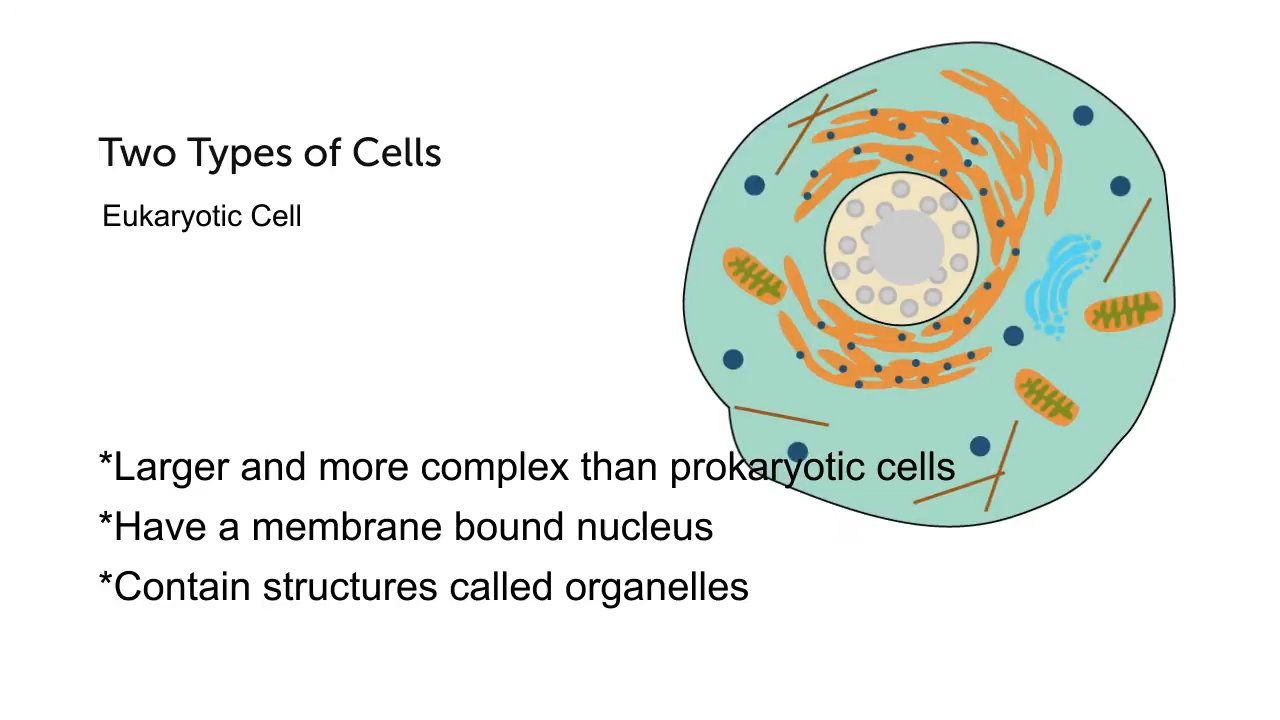 Two Types of Cells
Eukaryotic Cell
*Larger and more complex than prokaryotic cells
*Have a membrane bound nucleus
*Contain structures called organelles